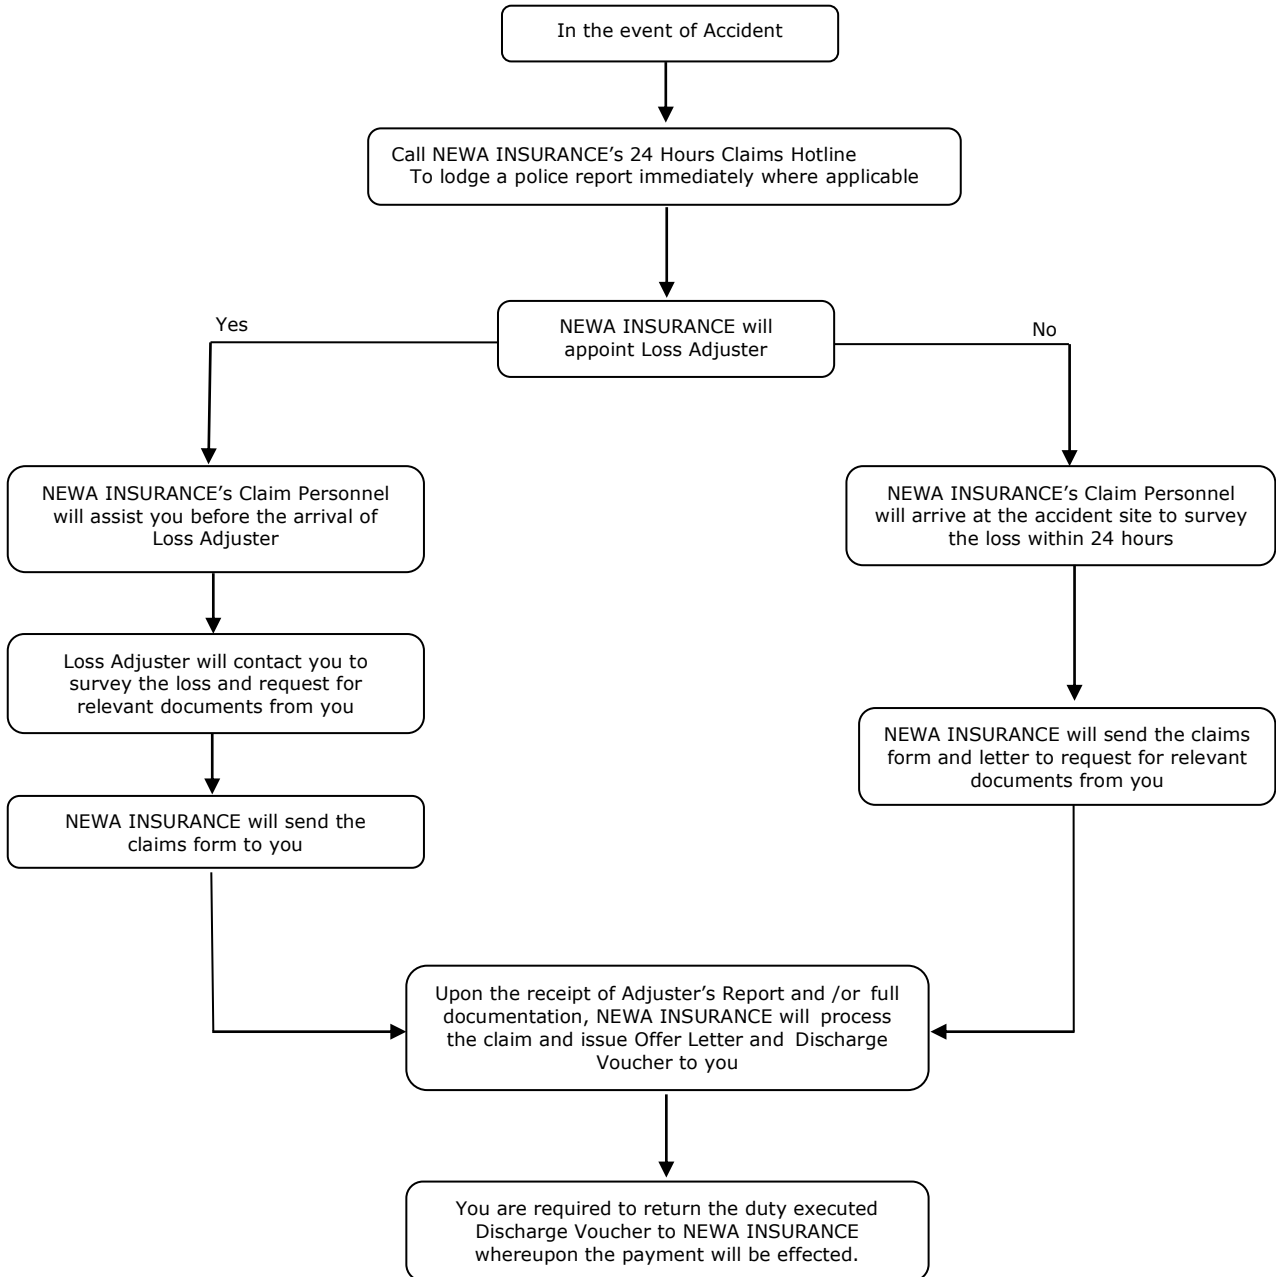 In the event of Accident
Call NEWA INSURANCE’s 24 Hours Claims Hotline
To lodge a police report immediately where applicable
NEWA INSURANCE will
appoint Loss Adjuster
Yes
No
NEWA INSURANCE’s Claim Personnel
will assist you before the arrival of
Loss Adjuster
Loss Adjuster will contact you to
survey the loss and request for
relevant documents from you
NEWA INSURANCE will send the
claims form to you
NEWA INSURANCE’s Claim Personnel
will arrive at the accident site to survey
the loss within 24 hours
NEWA INSURANCE will send the claims
form and letter to request for relevant
documents from you
Upon the receipt of Adjuster’s Report and /or full
documentation, NEWA INSURANCE will process
the claim and issue Offer Letter and Discharge
Voucher to you
You are required to return the duty executed
Discharge Voucher to NEWA INSURANCE
whereupon the payment will be effected.